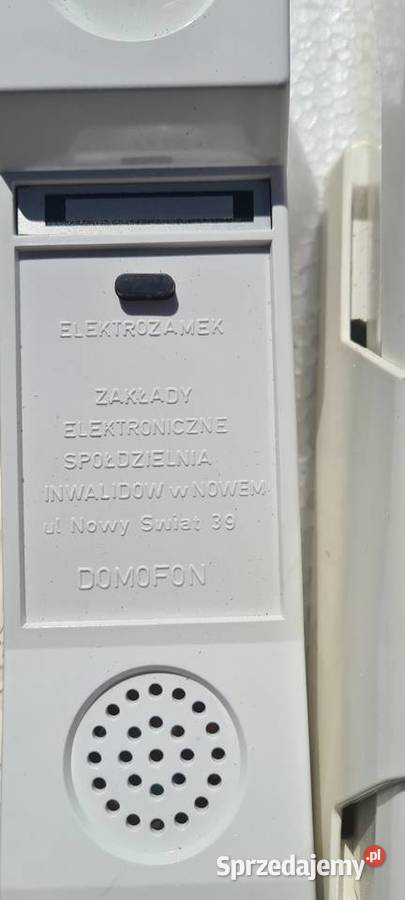 ELEKTROZAMEK
ZAKŁADY
ELEKTRONICZNE
SPOŁDZIELNIA
INWALIDOW w NOWEM
ul Nowy Swiat 39
DOMOFON
Sprzedajemy.pl